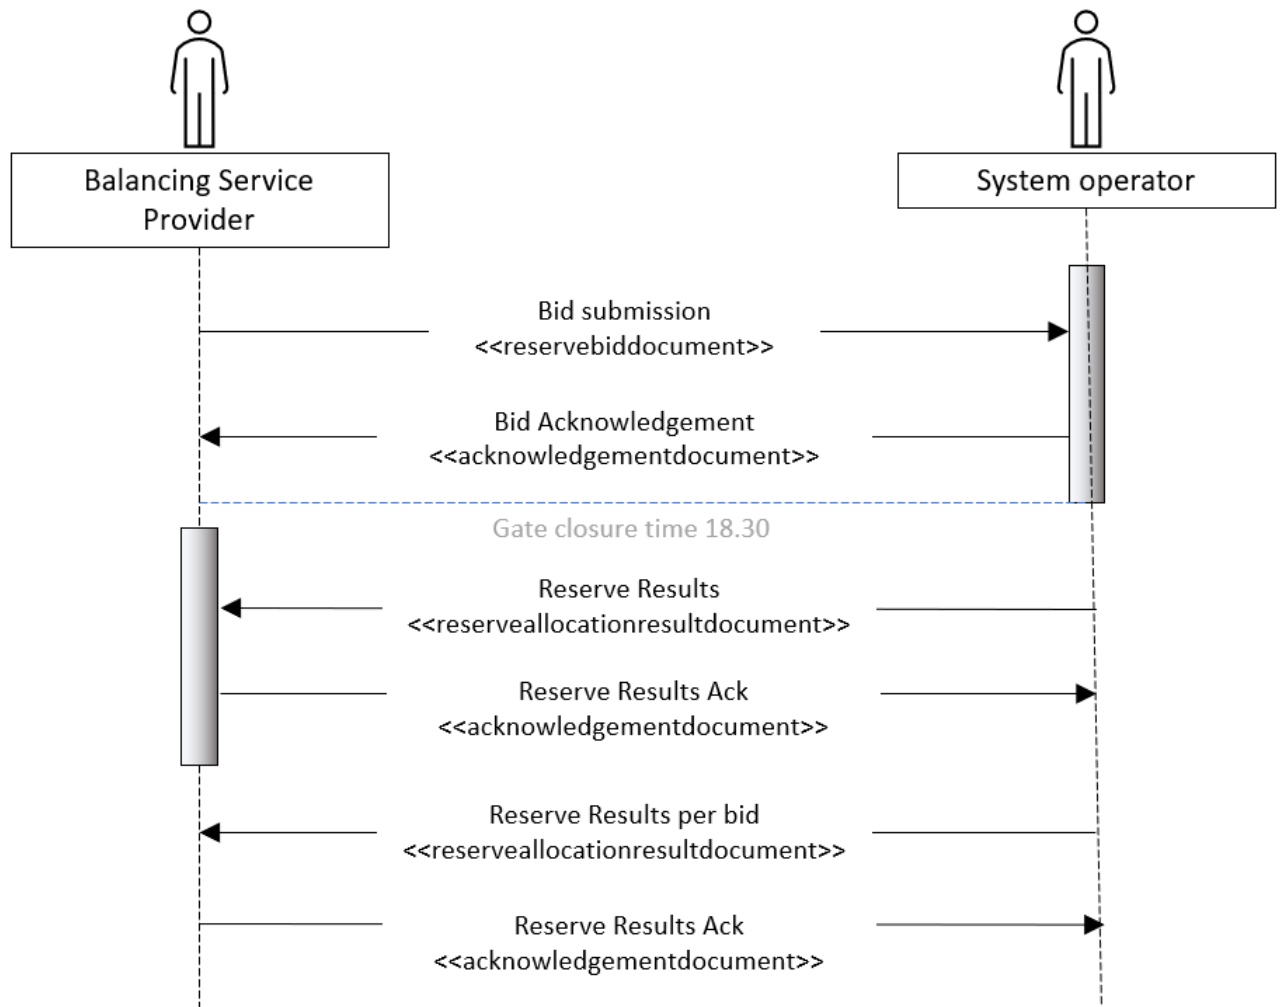 Balancing Service
Provider
System operator
Bid submission
<<reservebiddocument>>
Bid Acknowledgement
<<acknowledgementdocument>>
Gate closure time 18.30
Reserve Results
<<reserveallocationresultdocument>>
Reserve Results Ack
<<acknowledgementdocument>>
Reserve Results per bid
<<reserveallocationresultdocument>>
Reserve Results Ack
<<acknowledgementdocument>>